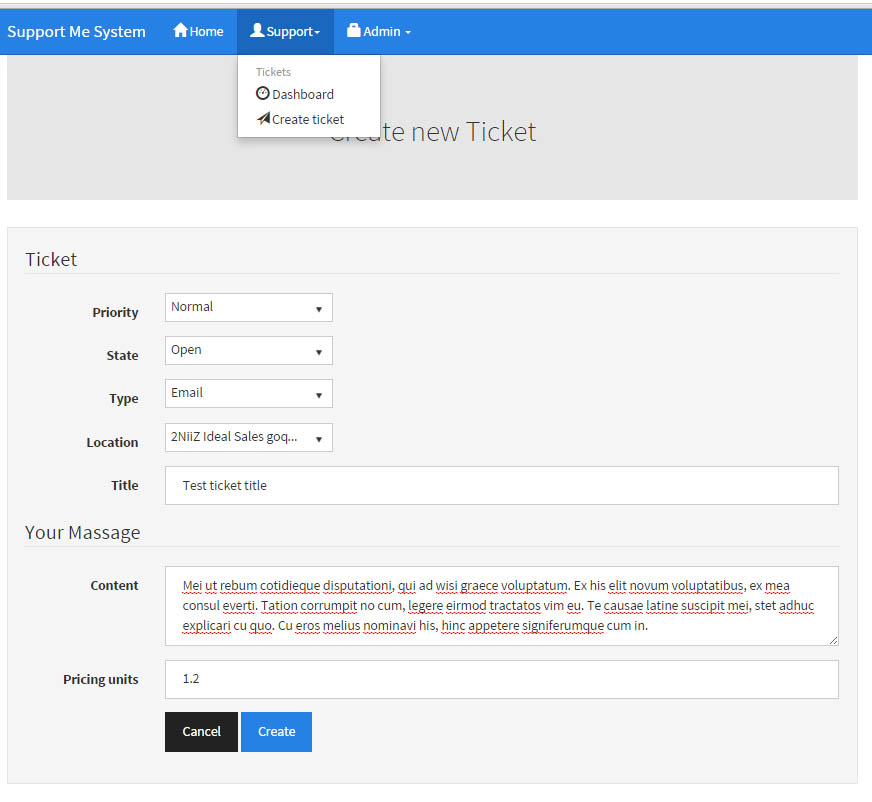 Support Me System Home Support Admin
Tickets
Dashboard
Create ticket
Create new Ticket
Ticket
Priority Normal
State Open
Type Email
Location 2NiiZ Ideal Sales goq...
Title Test ticket title
Your Massage
Content Mei ut rebum cotidieque disputationi, qui ad wisi graece voluptatum. Ex his elit novum voluptatibus, ex mea
consul everti. Tation corrumpit no cum, legere eirmod tractatos vim eu. Te causae latine suscipit mei, stet adhuc
explicari cu quo. Cu eros melius nominavi his, hinc appetere signiferumque cum in.
Pricing units 1.2
Cancel Create